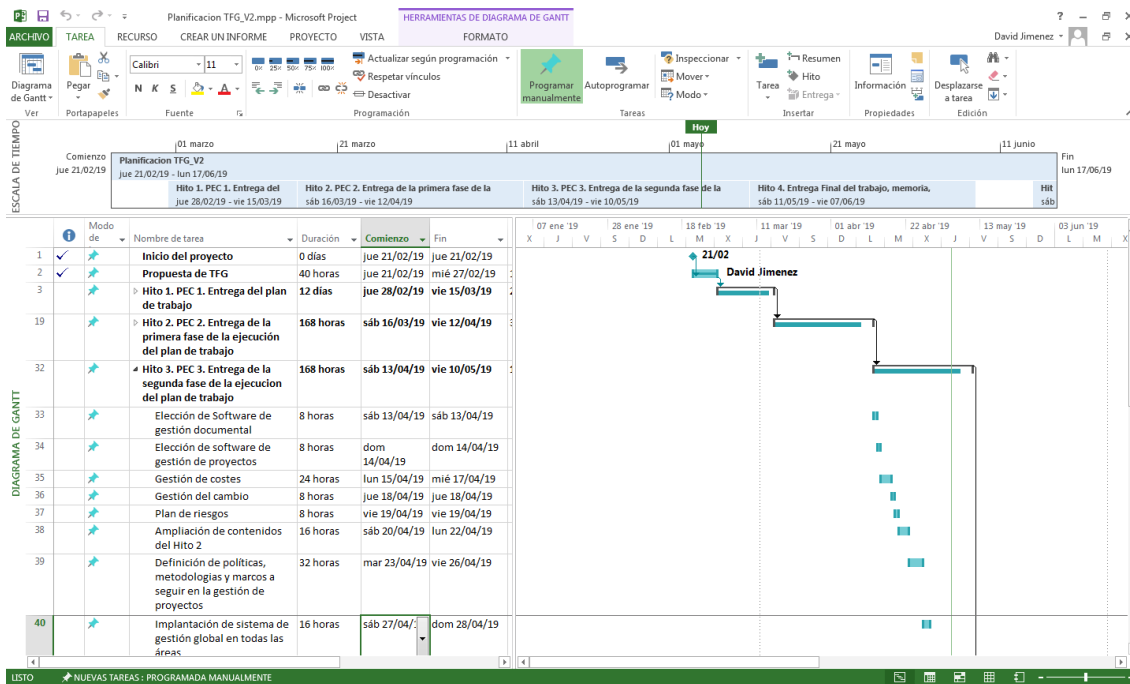 Planificacion TFG_V2.mpp - Microsoft Project
HERRAMIENTAS DE DIAGRAMA DE GANTT
?
ARCHIVO TAREA RECURSO CREAR UN INFORME PROYECTO VISTA FORMATO David Jimenez
Diagrama de Gantt
Pegar
Calibri 11
N K S A
0% 25% 50% 75% 100%
Actualizar según programación
Respetar vínculos
Desactivar
Programar manualmente
Autoprogramar
Inspeccionar
Mover
Modo
Tarea
Resumen
Hito
Entrega
Información
Desplazarse a tarea
Ver Portapapeles Fuente Programación Tareas Insertar Propiedades Edición
ESCALA DE TIEMPO
Hoy
01 marzo 21 marzo 11 abril 01 mayo 21 mayo 11 junio
Comienzo
jue 21/02/19
Planificacion TFG_V2
jue 21/02/19 - lun 17/06/19
Fin
lun 17/06/19
Hito 1. PEC 1. Entrega del
jue 28/02/19 - vie 15/03/19
Hito 2. PEC 2. Entrega de la primera fase de la
sáb 16/03/19 - vie 12/04/19
Hito 3. PEC 3. Entrega de la segunda fase de la
sáb 13/04/19 - vie 10/05/19
Hito 4. Entrega Final del trabajo, memoria,
sáb 11/05/19 - vie 07/06/19
Hit
sáb
DIAGRAMA DE GANTT
Modo de Nombre de tarea Duración Comienzo Fin
1 Inicio del proyecto 0 días jue 21/02/19 jue 21/02/19
2 Propuesta de TFG 40 horas jue 21/02/19 mié 27/02/19
3 Hito 1. PEC 1. Entrega del plan 12 días jue 28/02/19 vie 15/03/19
de trabajo
19 Hito 2. PEC 2. Entrega de la 168 horas sáb 16/03/19 vie 12/04/19
primera fase de la ejecución
del plan de trabajo
32 Hito 3. PEC 3. Entrega de la 168 horas sáb 13/04/19 vie 10/05/19
segunda fase de la ejecucion
del plan de trabajo
33 Elección de Software de 8 horas sáb 13/04/19 sáb 13/04/19
gestión documental
34 Elección de software de 8 horas dom 14/04/19 dom 14/04/19
gestión de proyectos
35 Gestión de costes 24 horas lun 15/04/19 mié 17/04/19
36 Gestión del cambio 8 horas jue 18/04/19 jue 18/04/19
37 Plan de riesgos 8 horas vie 19/04/19 vie 19/04/19
38 Ampliación de contenidos 16 horas sáb 20/04/19 lun 22/04/19
del Hito 2
39 Definición de políticas, 32 horas mar 23/04/19 vie 26/04/19
metodologias y marcos a
seguir en la gestión de
proyectos
40 Implantación de sistema de 16 horas sáb 27/04/ dom 28/04/19
gestión global en todas las
áreas
07 ene '19 28 ene '19 18 feb '19 11 mar '19 01 abr '19 22 abr '19 13 may '19 03 jun '19
X J V S D L M X J V S D L M X J V S D L M X
21/02
David Jimenez
LISTO NUEVAS TAREAS : PROGRAMADA MANUALMENTE